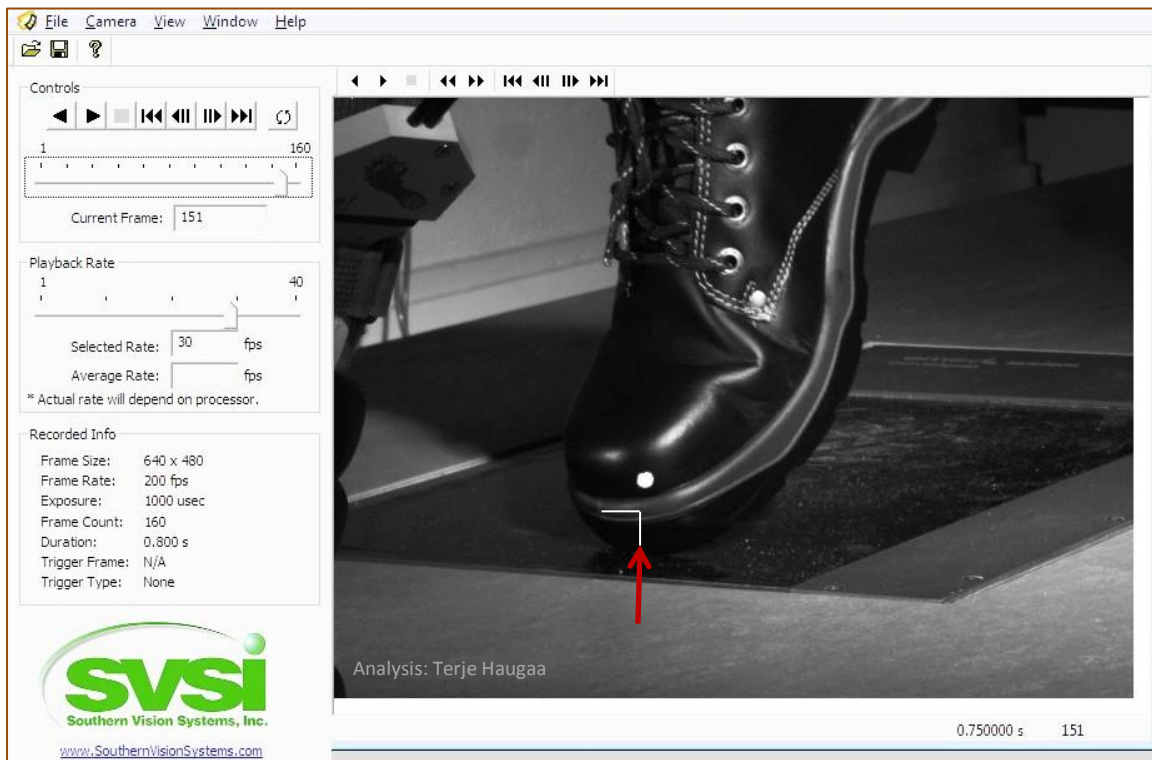 File Camera View Window Help
Controls
1 160
Current Frame: 151
Playback Rate
1 40
Selected Rate: 30 fps
Average Rate: fps
* Actual rate will depend on processor.
Recorded Info
Frame Size: 640 x 480
Frame Rate: 200 fps
Exposure: 1000 usec
Frame Count: 160
Duration: 0.800 s
Trigger Frame: N/A
Trigger Type: None
SVSi
Southern Vision Systems, Inc.
www.SouthernVisionSystems.com
Analysis: Terje Haugaa
0.750000 s 151